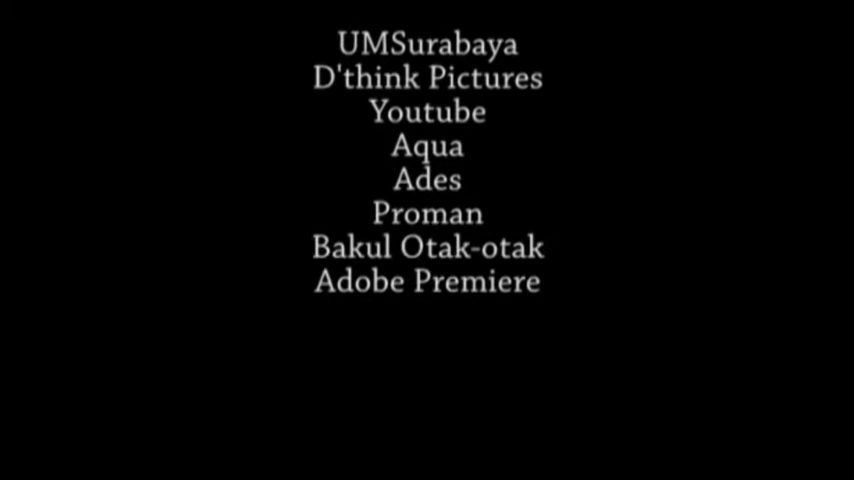 UMSurabaya
D'think Pictures
Youtube
Aqua
Ades
Proman
Bakul Otak-otak
Adobe Premiere